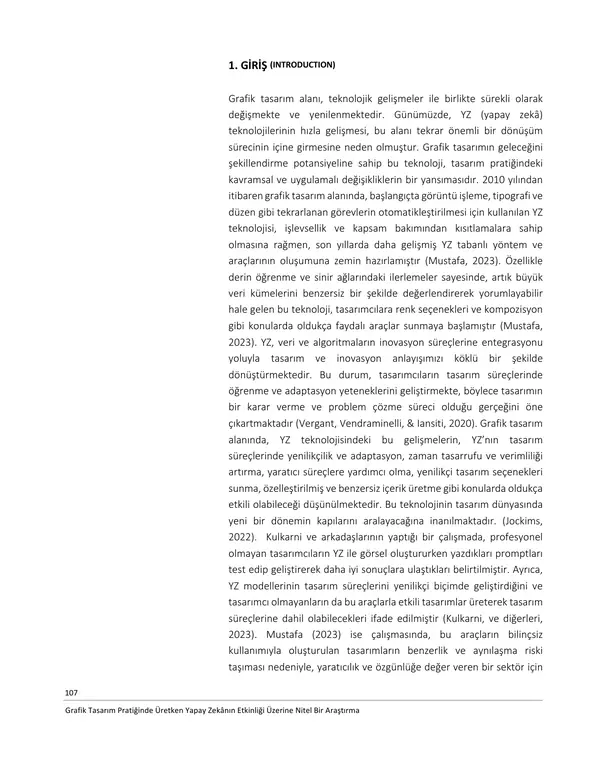 1. GİRİŞ (INTRODUCTION)
Grafik tasarım alanı, teknolojik gelişmeler ile birlikte sürekli olarak
değişmekte ve yenilenmektedir. Günümüzde, YZ (yapay zekâ)
teknolojilerinin hızla gelişmesi, bu alanı tekrar önemli bir dönüşüm
sürecinin içine girmesine neden olmuştur. Grafik tasarımın geleceğini
şekillendirme potansiyeline sahip bu teknoloji, tasarım pratiğindeki
kavramsal ve uygulamalı değişikliklerin bir yansımasıdır. 2010 yılından
itibaren grafik tasarım alanında, başlangıçta görüntü işleme, tipografi ve
düzen gibi tekrarlanan görevlerin otomatikleştirilmesi için kullanılan YZ
teknolojisi, işlevsellik ve kapsam bakımından kısıtlamalara sahip
olmasına rağmen, son yıllarda daha gelişmiş YZ tabanlı yöntem ve
araçlarının oluşumuna zemin hazırlamıştır (Mustafa, 2023). Özellikle
derin öğrenme ve sinir ağlarındaki ilerlemeler sayesinde, artık büyük
veri kümelerini benzersiz bir şekilde değerlendirerek yorumlayabilir
hale gelen bu teknoloji, tasarımcılara renk seçenekleri ve kompozisyon
gibi konularda oldukça faydalı araçlar sunmaya başlamıştır (Mustafa,
2023). YZ, veri ve algoritmaların inovasyon süreçlerine entegrasyonu
yoluyla tasarım ve inovasyon anlayışımızı köklü bir şekilde
dönüştürmektedir. Bu durum, tasarımcıların tasarım süreçlerinde
öğrenme ve adaptasyon yeteneklerini geliştirmekte, böylece tasarımın
bir karar verme ve problem çözme süreci olduğu gerçeğini öne
çıkartmaktadır (Vergant, Vendraminelli, & Iansiti, 2020). Grafik tasarım
alanında, YZ teknolojisindeki bu gelişmelerin, YZ’nın tasarım
süreçlerinde yenilikçilik ve adaptasyon, zaman tasarrufu ve verimliliği
artırma, yaratıcı süreçlere yardımcı olma, yenilikçi tasarım seçenekleri
sunma, özelleştirilmiş ve benzersiz içerik üretme gibi konularda oldukça
etkili olabileceği düşünülmektedir. Bu teknolojinin tasarım dünyasında
yeni bir dönemin kapılarını aralayacağına inanılmaktadır. (Jockims,
2022). Kulkarni ve arkadaşlarının yaptığı bir çalışmada, profesyonel
olmayan tasarımcıların YZ ile görsel oluştururken yazdıkları promptları
test edip geliştirerek daha iyi sonuçlara ulaştıkları belirtilmiştir. Ayrıca,
YZ modellerinin tasarım süreçlerini yenilikçi biçimde geliştirdiğini ve
tasarımcı olmayanların da bu araçlarla etkili tasarımlar üreterek tasarım
süreçlerine dahil olabilecekleri ifade edilmiştir (Kulkarni, ve diğerleri,
2023). Mustafa (2023) ise çalışmasında, bu araçların bilinçsiz
kullanımıyla oluşturulan tasarımların benzerlik ve aynılaşma riski
taşıması nedeniyle, yaratıcılık ve özgünlüğe değer veren bir sektör için
107
Grafik Tasarım Pratiğinde Üretken Yapay Zekânın Etkinliği Üzerine Nitel Bir Araştırma